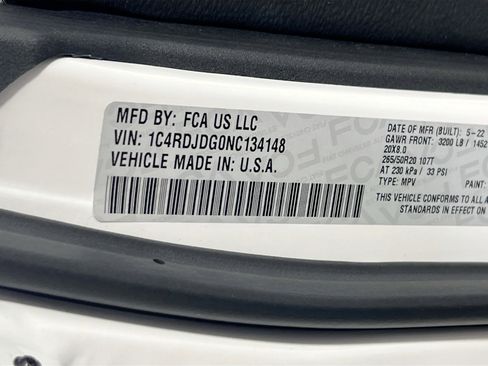 MFD BY: FCA US LLC
VIN: 1C4RDJDG0NC134148
VEHICLE MADE IN: U.S.A.
DATE OF MFR (BUILT): 5-22
GAWR FRONT: 3200 LB / 1452
20X8.0
265/50R20 107T
AT 230 kPa / 33 PSI
TYPE: MPV PAINT:
THIS VEHICLE CONFORMS TO ALL A
STANDARDS IN EFFECT ON